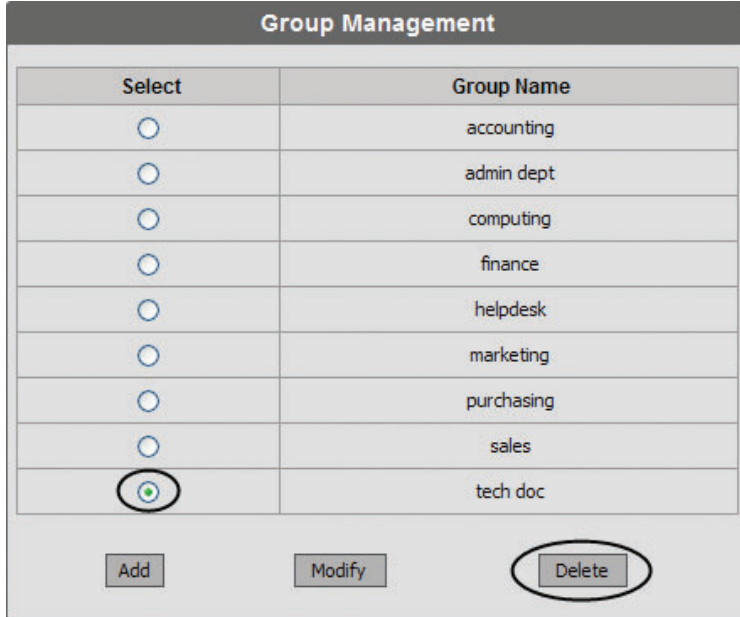 Group Management
Select Group Name
accounting
admin dept
computing
finance
helpdesk
marketing
purchasing
sales
tech doc
Add Modify Delete